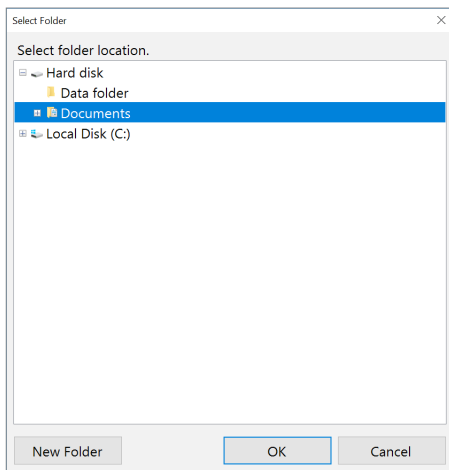 Select Folder
Select folder location.
Hard disk
Data folder
Documents
Local Disk (C:)
New Folder OK Cancel